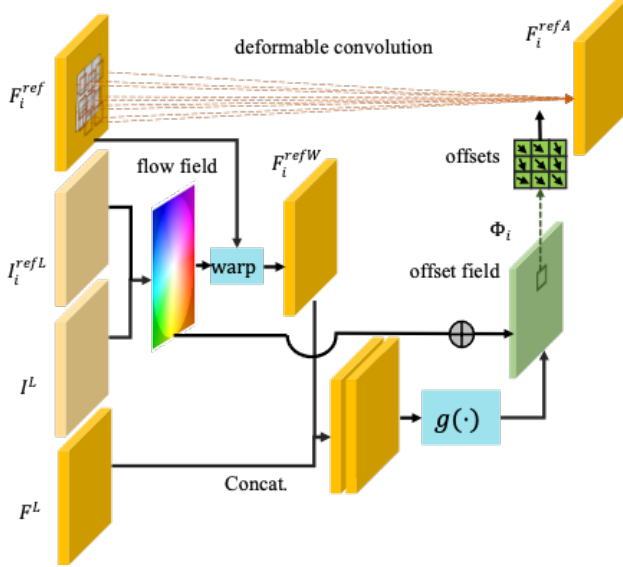 F_i^{refA}
deformable convolution
F_i^{ref}
flow field
F_i^{refW}
offsets
I_i^{refL}
warp
Φ_i
offset field
I^L
g(·)
Concat.
F^L